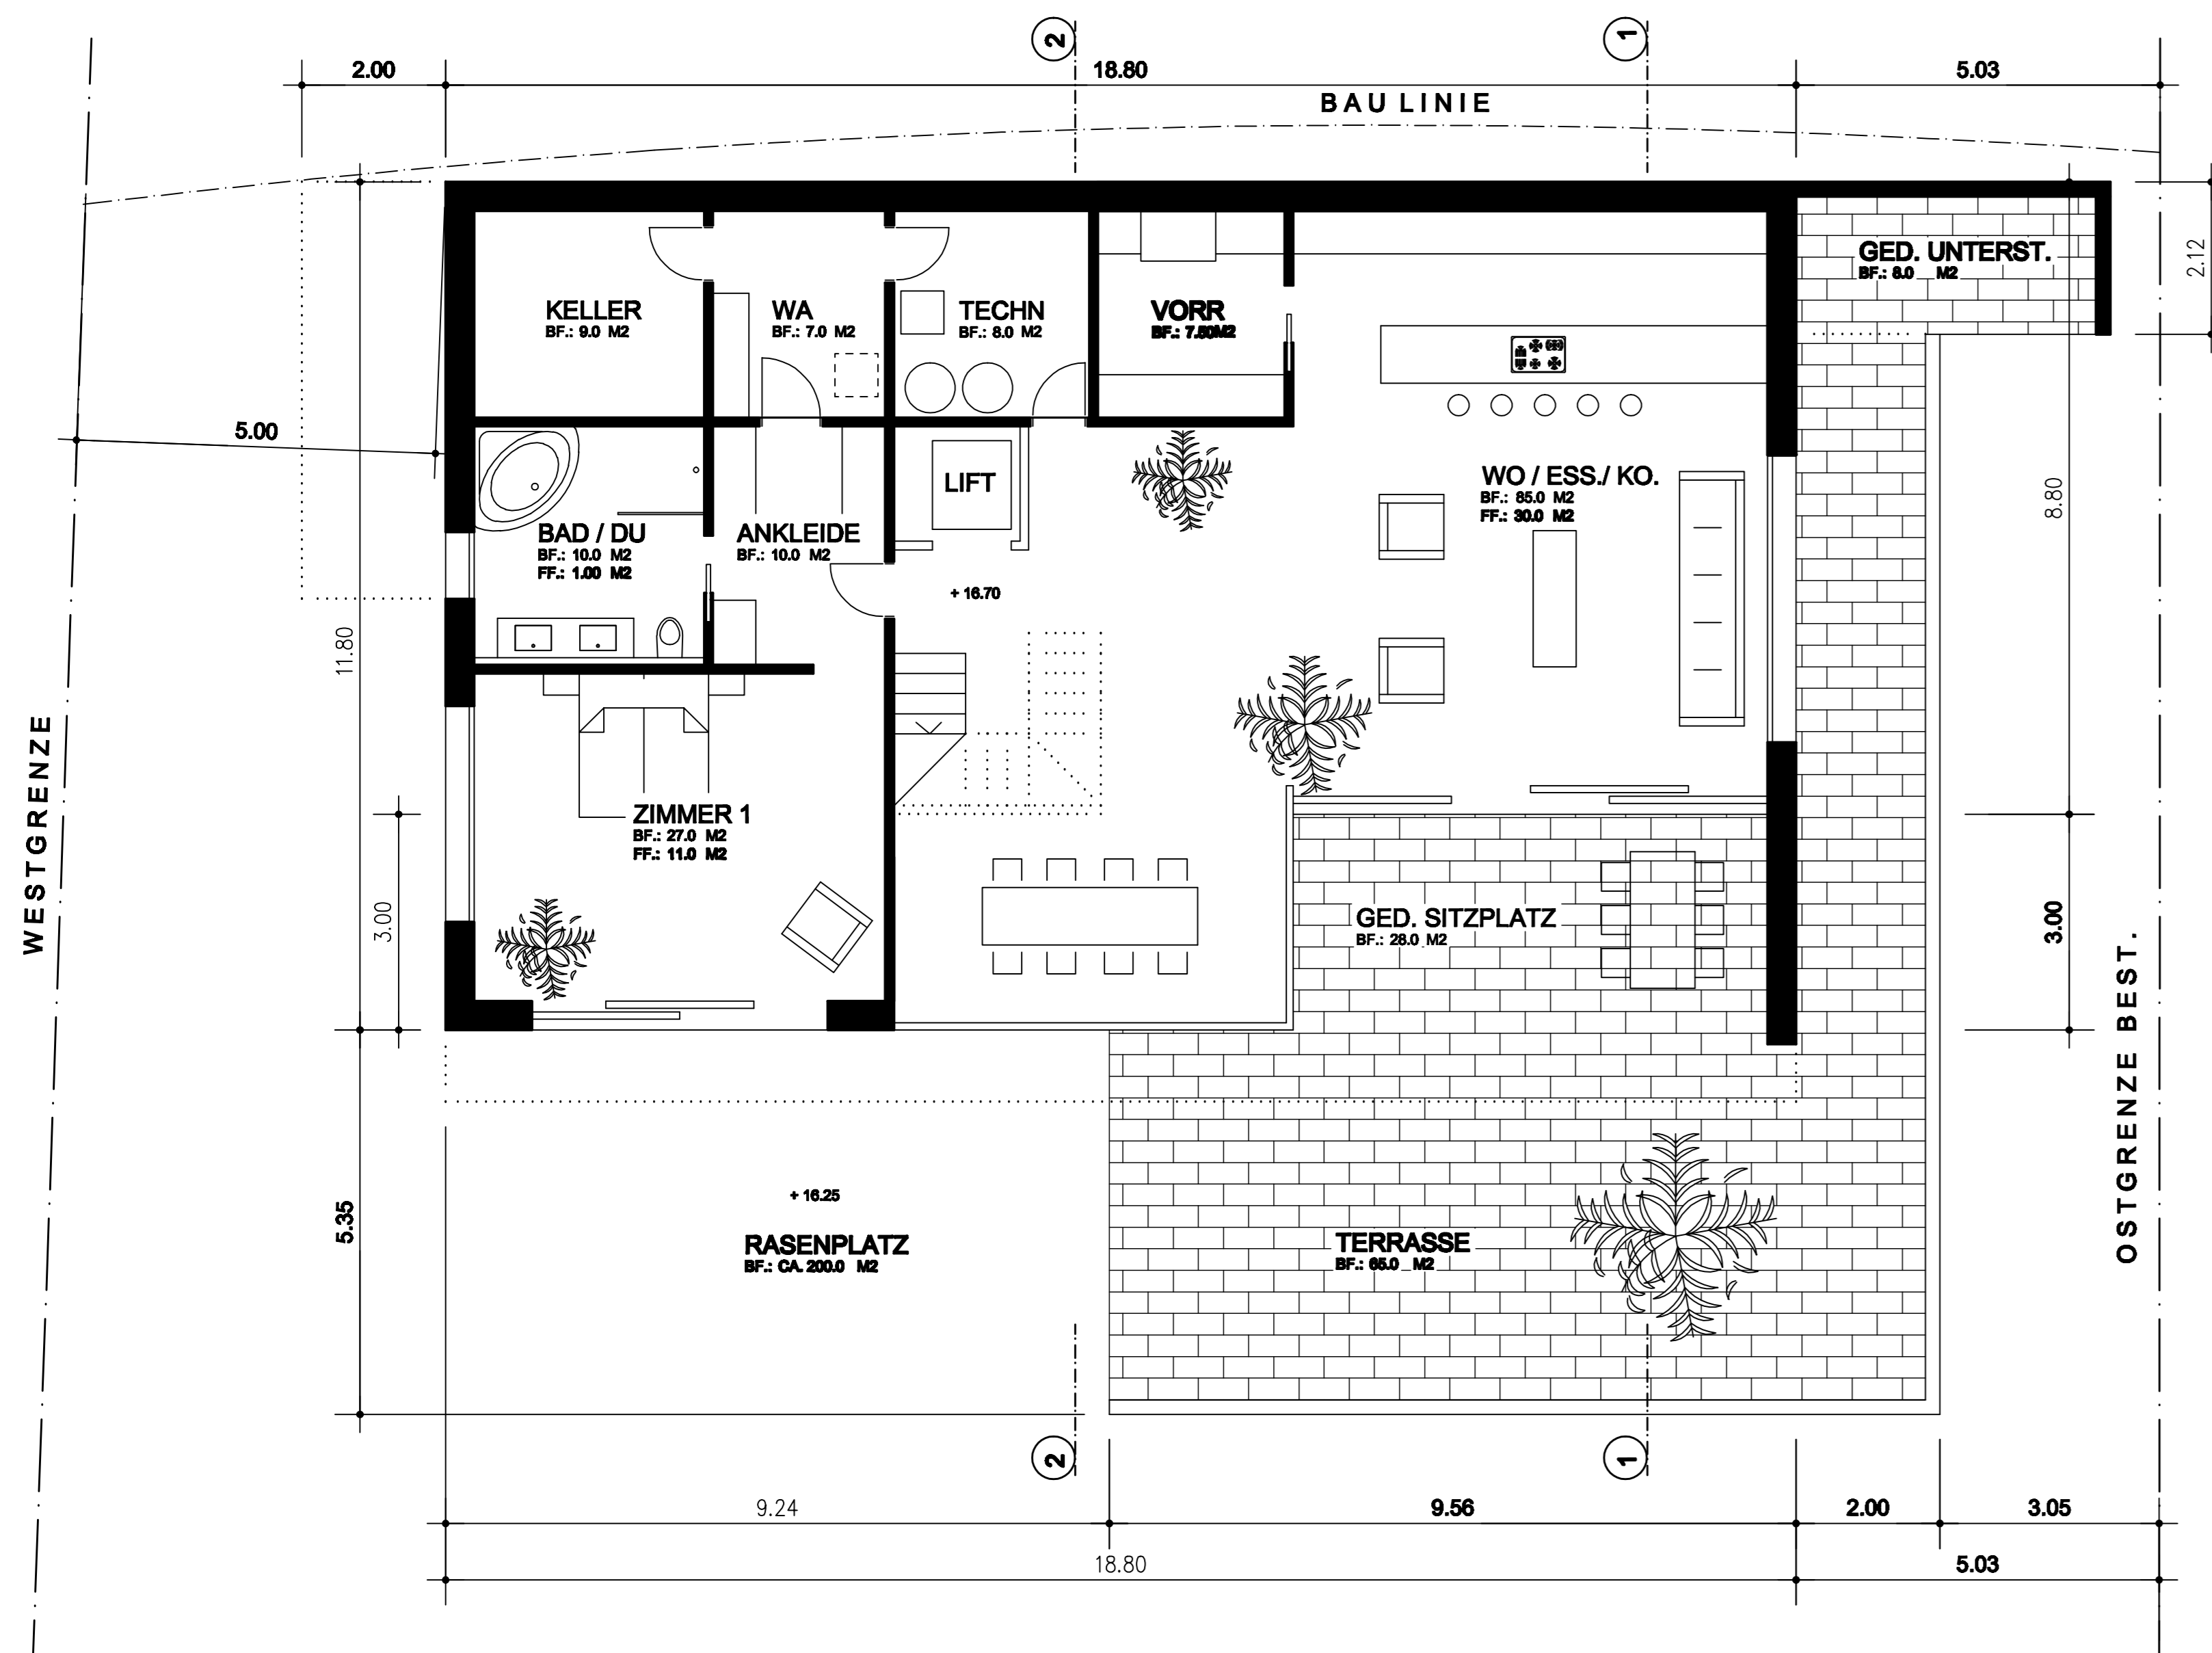 2
1
2.00
18.80
5.03
BAULINIE
GED. UNTERST.
BF.: 8.0 M2
2.12
KELLER
BF.: 9.0 M2
WA
BF.: 7.0 M2
TECHN
BF.: 8.0 M2
VORR
BF.: 7.80M2
5.00
LIFT
WO / ESS./ KO.
BF.: 85.0 M2
FF.: 30.0 M2
8.80
BAD / DU
BF.: 10.0 M2
FF.: 1.00 M2
ANKLEIDE
BF.: 10.0 M2
+ 16.70
11.80
WESTGRENZE
ZIMMER 1
BF.: 27.0 M2
FF.: 11.0 M2
3.00
GED. SITZPLATZ
BF.: 28.0 M2
3.00
OSTGRENZE BEST.
+ 16.25
5.35
RASENPLATZ
BF.: CA. 200.0 M2
TERRASSE
BF.: 65.0 M2
2
1
9.24
9.56
2.00
3.05
18.80
5.03